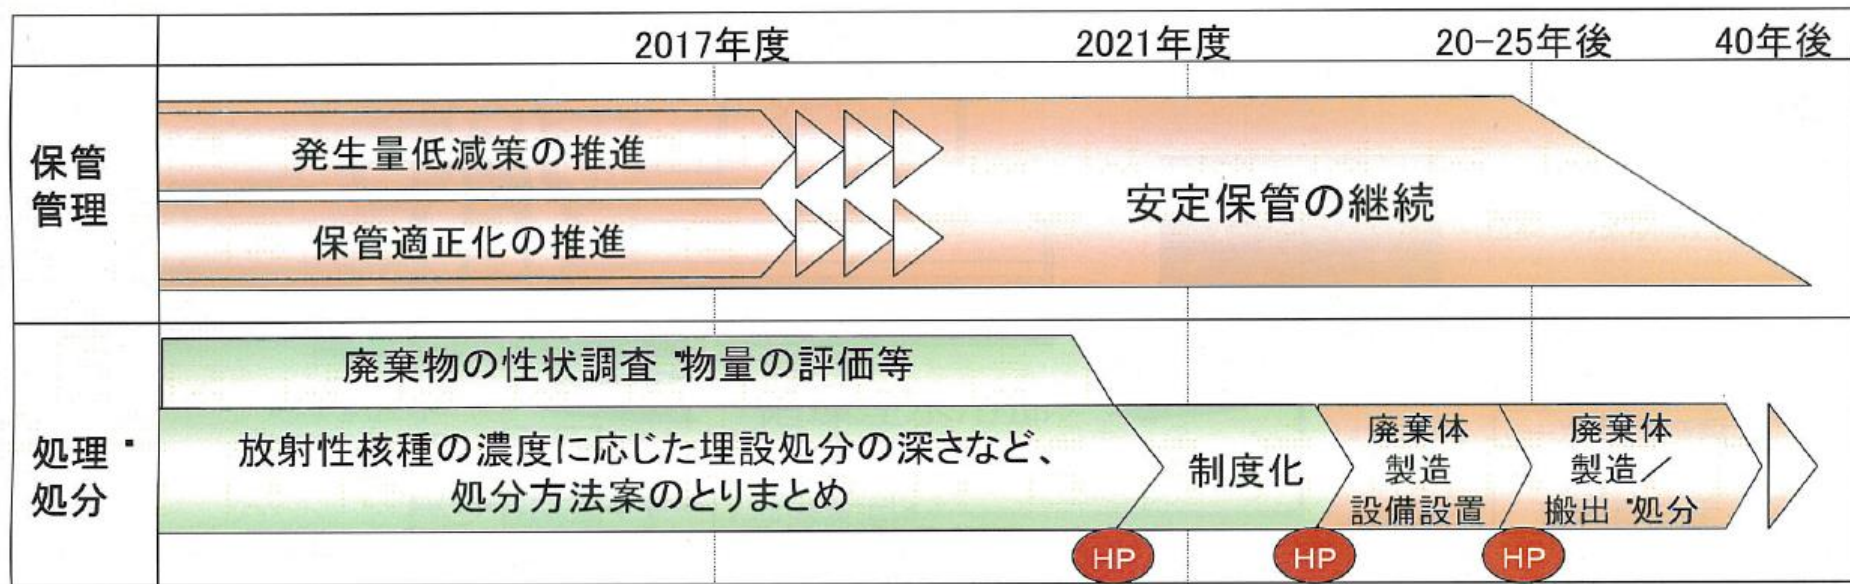 2017年度 2021年度 20-25年後 40年後
保管
管理
発生量低減策の推進
保管適正化の推進
安定保管の継続
処理・
処分
廃棄物の性状調査・物量の評価等
放射性核種の濃度に応じた埋設処分の深さなど、
処分方法案のとりまとめ
制度化
廃棄体
製造
設備設置
廃棄体
製造/
搬出・処分
HP HP HP